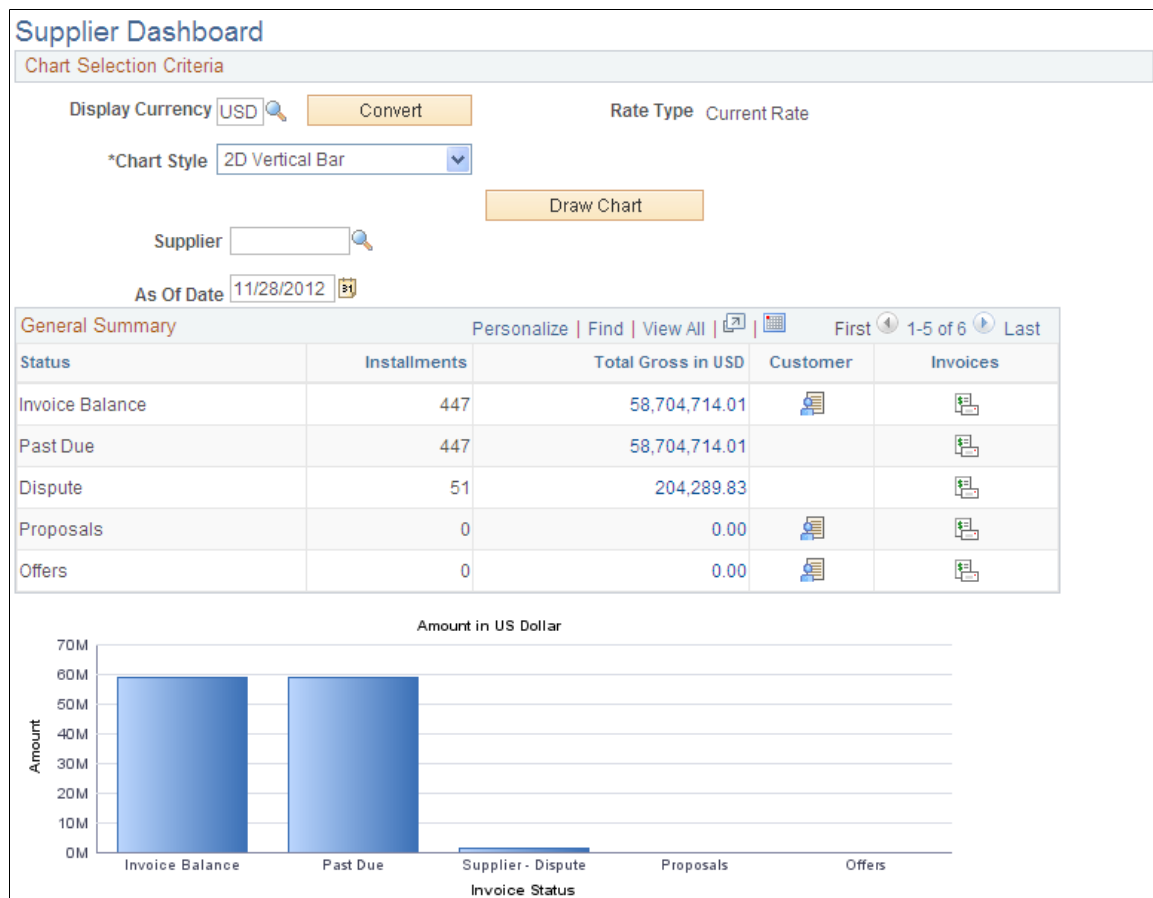 Supplier Dashboard
Chart Selection Criteria
Display Currency USD Convert Rate Type Current Rate
*Chart Style 2D Vertical Bar
Draw Chart
Supplier
As Of Date 11/28/2012 31
General Summary Personalize | Find | View All | | First 1-5 of 6 Last
Status Installments Total Gross in USD Customer Invoices
Invoice Balance 447 58,704,714.01
Past Due 447 58,704,714.01
Dispute 51 204,289.83
Proposals 0 0.00
Offers 0 0.00
Amount in US Dollar
70M
60M
50M
40M
30M
20M
10M
0M
Amount
Invoice Balance Past Due Supplier - Dispute Proposals Offers
Invoice Status